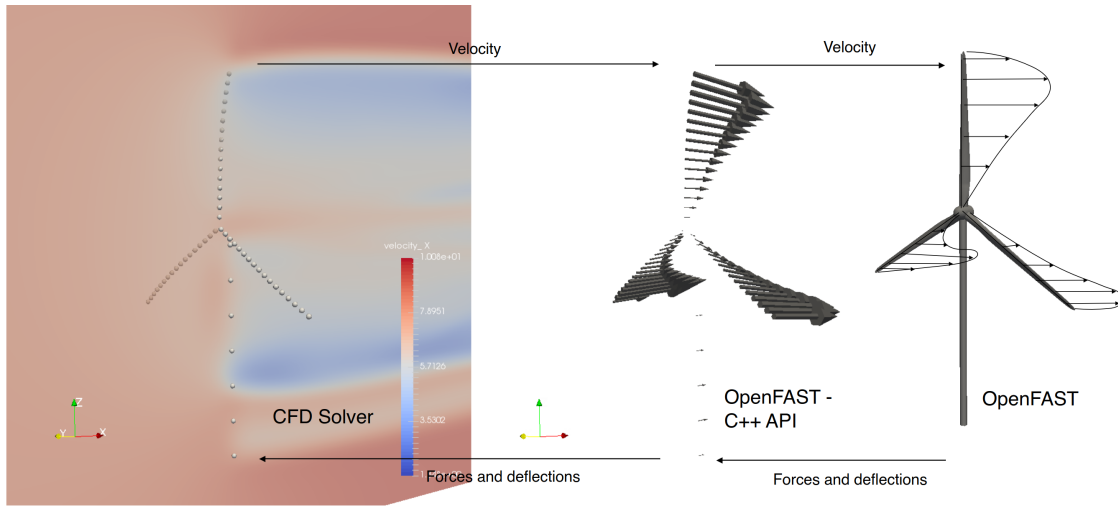 Velocity
Velocity
velocity_X
1.008e+01
7.8951
5.7126
3.5302
Z
Y
X
CFD Solver
OpenFAST -
C++ API
OpenFAST
Forces and deflections
Forces and deflections